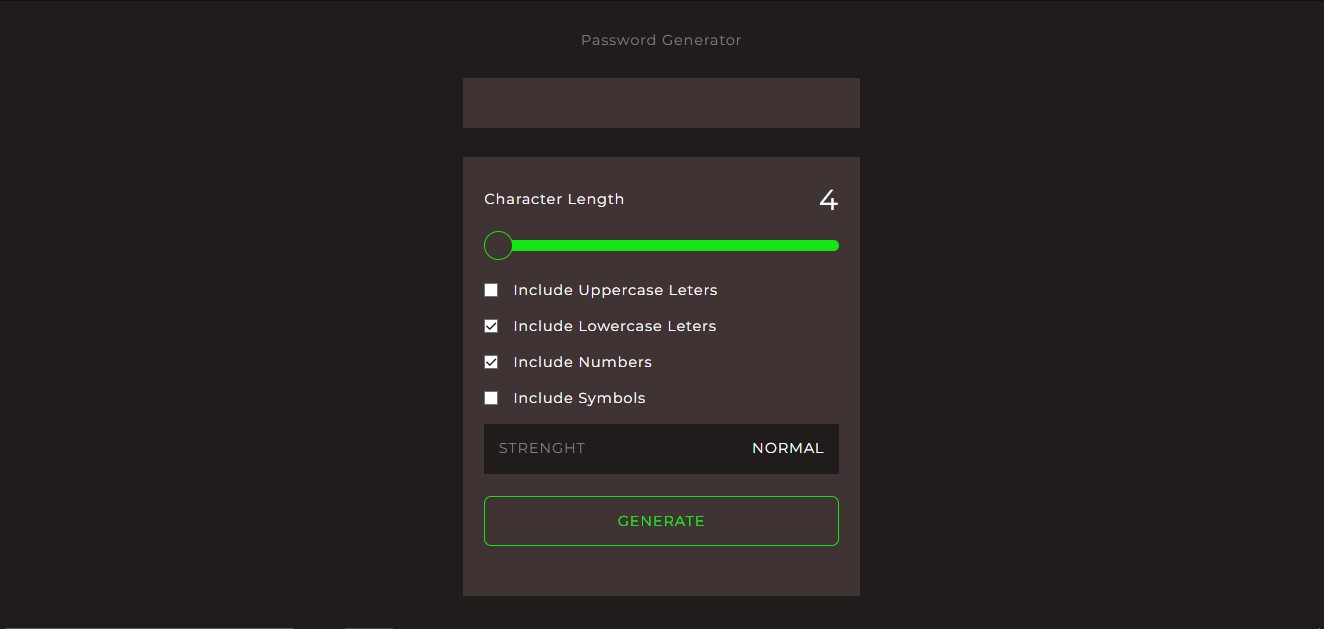 Password Generator
Character Length 4
Include Uppercase Leters
Include Lowercase Leters
Include Numbers
Include Symbols
STRENGHT NORMAL
GENERATE